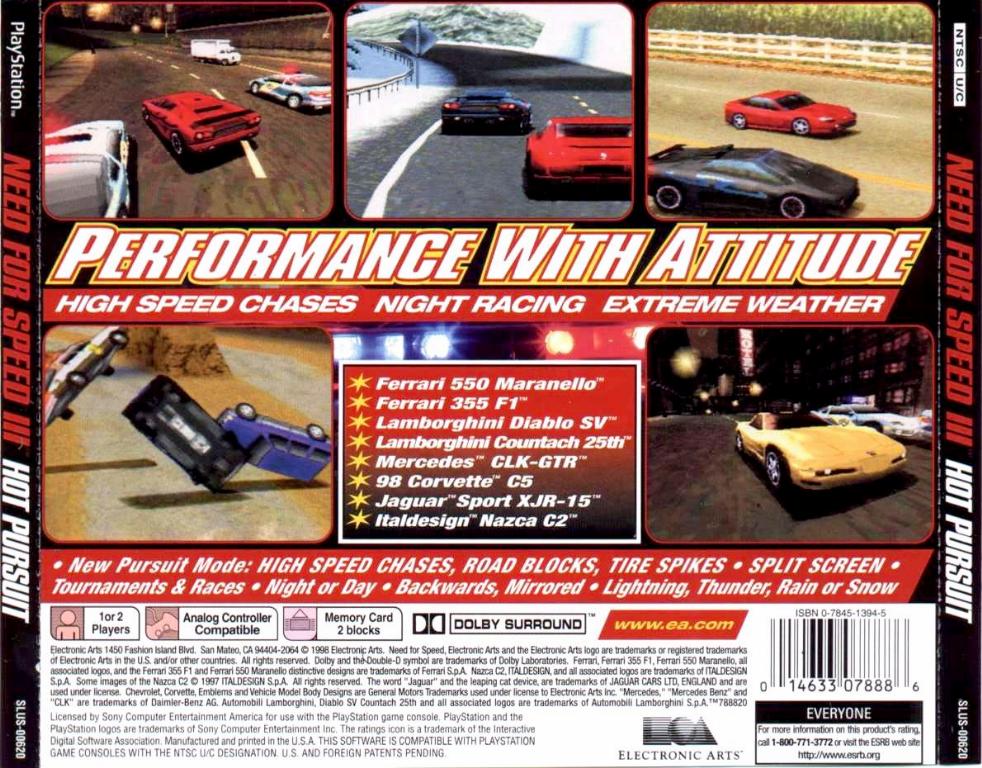 PlayStation™
NEED FOR SPEED III™ HOT PURSUIT
SLUS-00620
NTSC U/C
NEED FOR SPEED III™ HOT PURSUIT
SLUS-00620
PERFORMANCE WITH ATTITUDE
HIGH SPEED CHASES NIGHT RACING EXTREME WEATHER
Ferrari 550 Maranello™
Ferrari 355 F1™
Lamborghini Diablo SV™
Lamborghini Countach 25th™
Mercedes™ CLK-GTR™
98 Corvette™ C5
Jaguar™ Sport XJR-15™
Italdesign™ Nazca C2™
• New Pursuit Mode: HIGH SPEED CHASES, ROAD BLOCKS, TIRE SPIKES • SPLIT SCREEN •
Tournaments & Races • Night or Day • Backwards, Mirrored • Lightning, Thunder, Rain or Snow
1 or 2
Players
Analog Controller
Compatible
Memory Card
2 blocks
DOLBY SURROUND™
www.ea.com
ISBN 0-7845-1394-5
0 14633 07888 6
Electronic Arts 1450 Fashion Island Blvd. San Mateo, CA 94404-2064 © 1998 Electronic Arts. Need for Speed, Electronic Arts and the Electronic Arts logo are trademarks or registered trademarks
of Electronic Arts in the U.S. and/or other countries. All rights reserved. Dolby and the Double-D symbol are trademarks of Dolby Laboratories. Ferrari, Ferrari 355 F1, Ferrari 550 Maranello, all
associated logos, and the Ferrari 355 F1 and Ferrari 550 Maranello distinctive designs are trademarks of Ferrari S.p.A. Nazca C2, ITALDESIGN, and all associated logos are trademarks of ITALDESIGN
S.p.A. Some images of the Nazca C2 © 1997 ITALDESIGN S.p.A. All rights reserved. The word "Jaguar" and the leaping cat device, are trademarks of JAGUAR CARS LTD, ENGLAND and are
used under license. Chevrolet, Corvette, Emblems and Vehicle Model Body Designs are General Motors Trademarks used under license to Electronic Arts Inc. "Mercedes," "Mercedes Benz" and
"CLK" are trademarks of Daimler-Benz AG. Automobili Lamborghini, Diablo SV Countach 25th and all associated logos are trademarks of Automobili Lamborghini S.p.A.™ 788820
Licensed by Sony Computer Entertainment America for use with the PlayStation game console. PlayStation and the
PlayStation logos are trademarks of Sony Computer Entertainment Inc. The ratings icon is a trademark of the Interactive
Digital Software Association. Manufactured and printed in the U.S.A. THIS SOFTWARE IS COMPATIBLE WITH PLAYSTATION
GAME CONSOLES WITH THE NTSC U/C DESIGNATION. U.S. AND FOREIGN PATENTS PENDING.
ELECTRONIC ARTS™
EVERYONE
For more information on this product's rating,
call 1-800-771-3772 or visit the ESRB web site
http://www.esrb.org